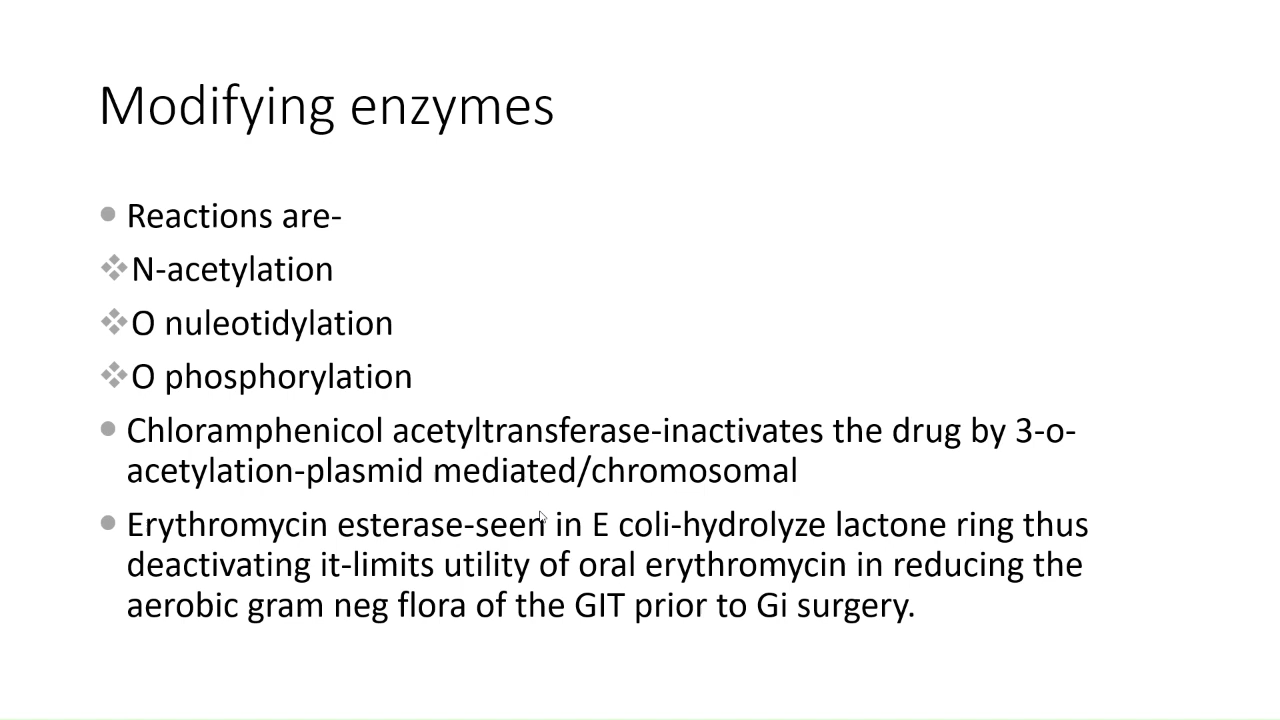 Modifying enzymes
Reactions are-
N-acetylation
O nuleotidylation
O phosphorylation
Chloramphenicol acetyltransferase-inactivates the drug by 3-o-
acetylation-plasmid mediated/chromosomal
Erythromycin esterase-seen in E coli-hydrolyze lactone ring thus
deactivating it-limits utility of oral erythromycin in reducing the
aerobic gram neg flora of the GIT prior to Gi surgery.